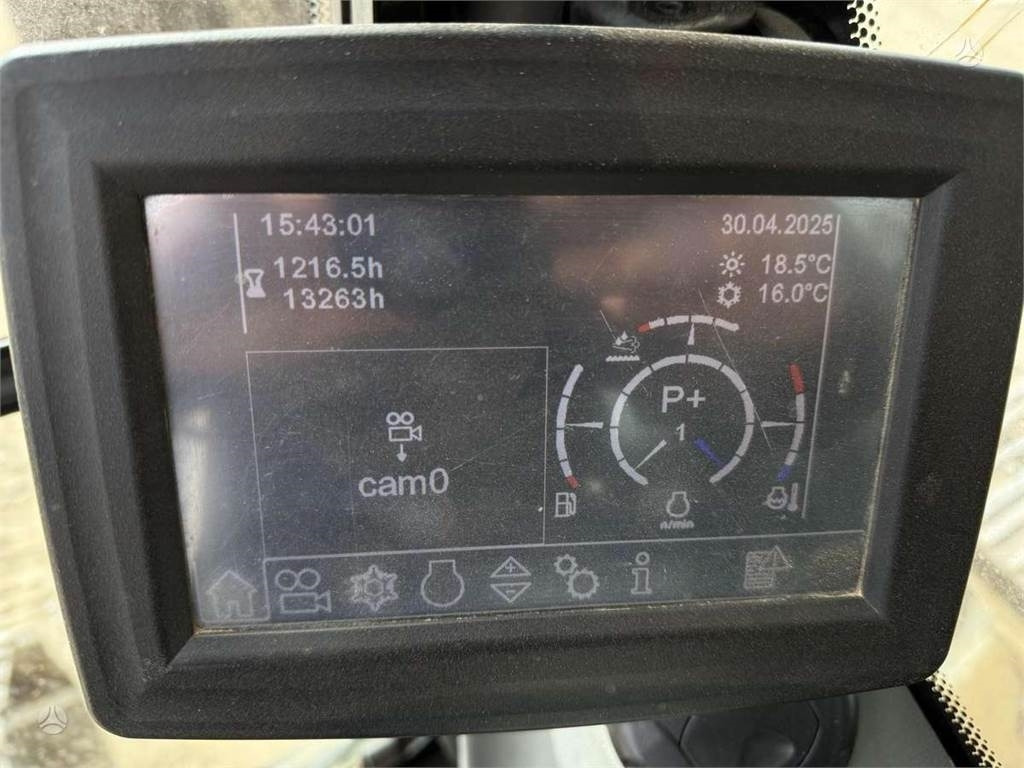 15:43:01
30.04.2025
1216.5h
18.5°C
13263h
16.0°C
P+
1
cam0
n/min
+
-
i